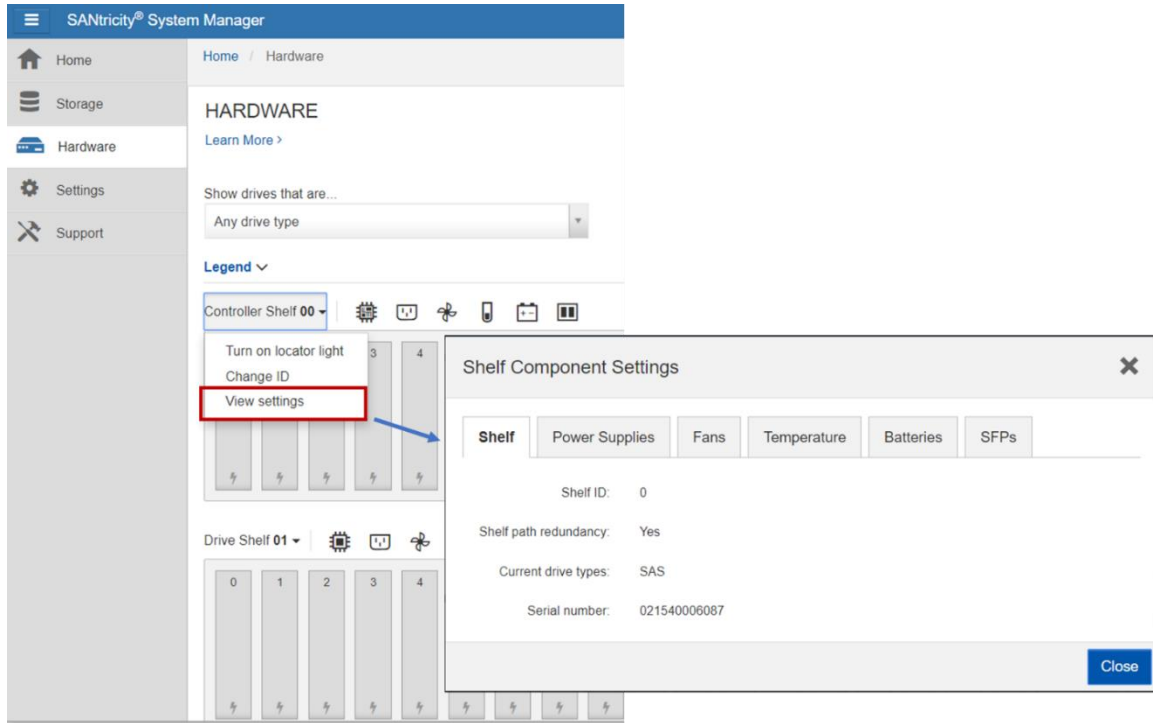 SANtricity® System Manager
Home
Storage
Hardware
Settings
Support
Home / Hardware
HARDWARE
Learn More >
Show drives that are...
Any drive type
Legend
Controller Shelf 00
Turn on locator light
Change ID
View settings
3 4
Drive Shelf 01
0 1 2 3 4
Shelf Component Settings
Shelf Power Supplies Fans Temperature Batteries SFPs
Shelf ID: 0
Shelf path redundancy: Yes
Current drive types: SAS
Serial number: 021540006087
Close